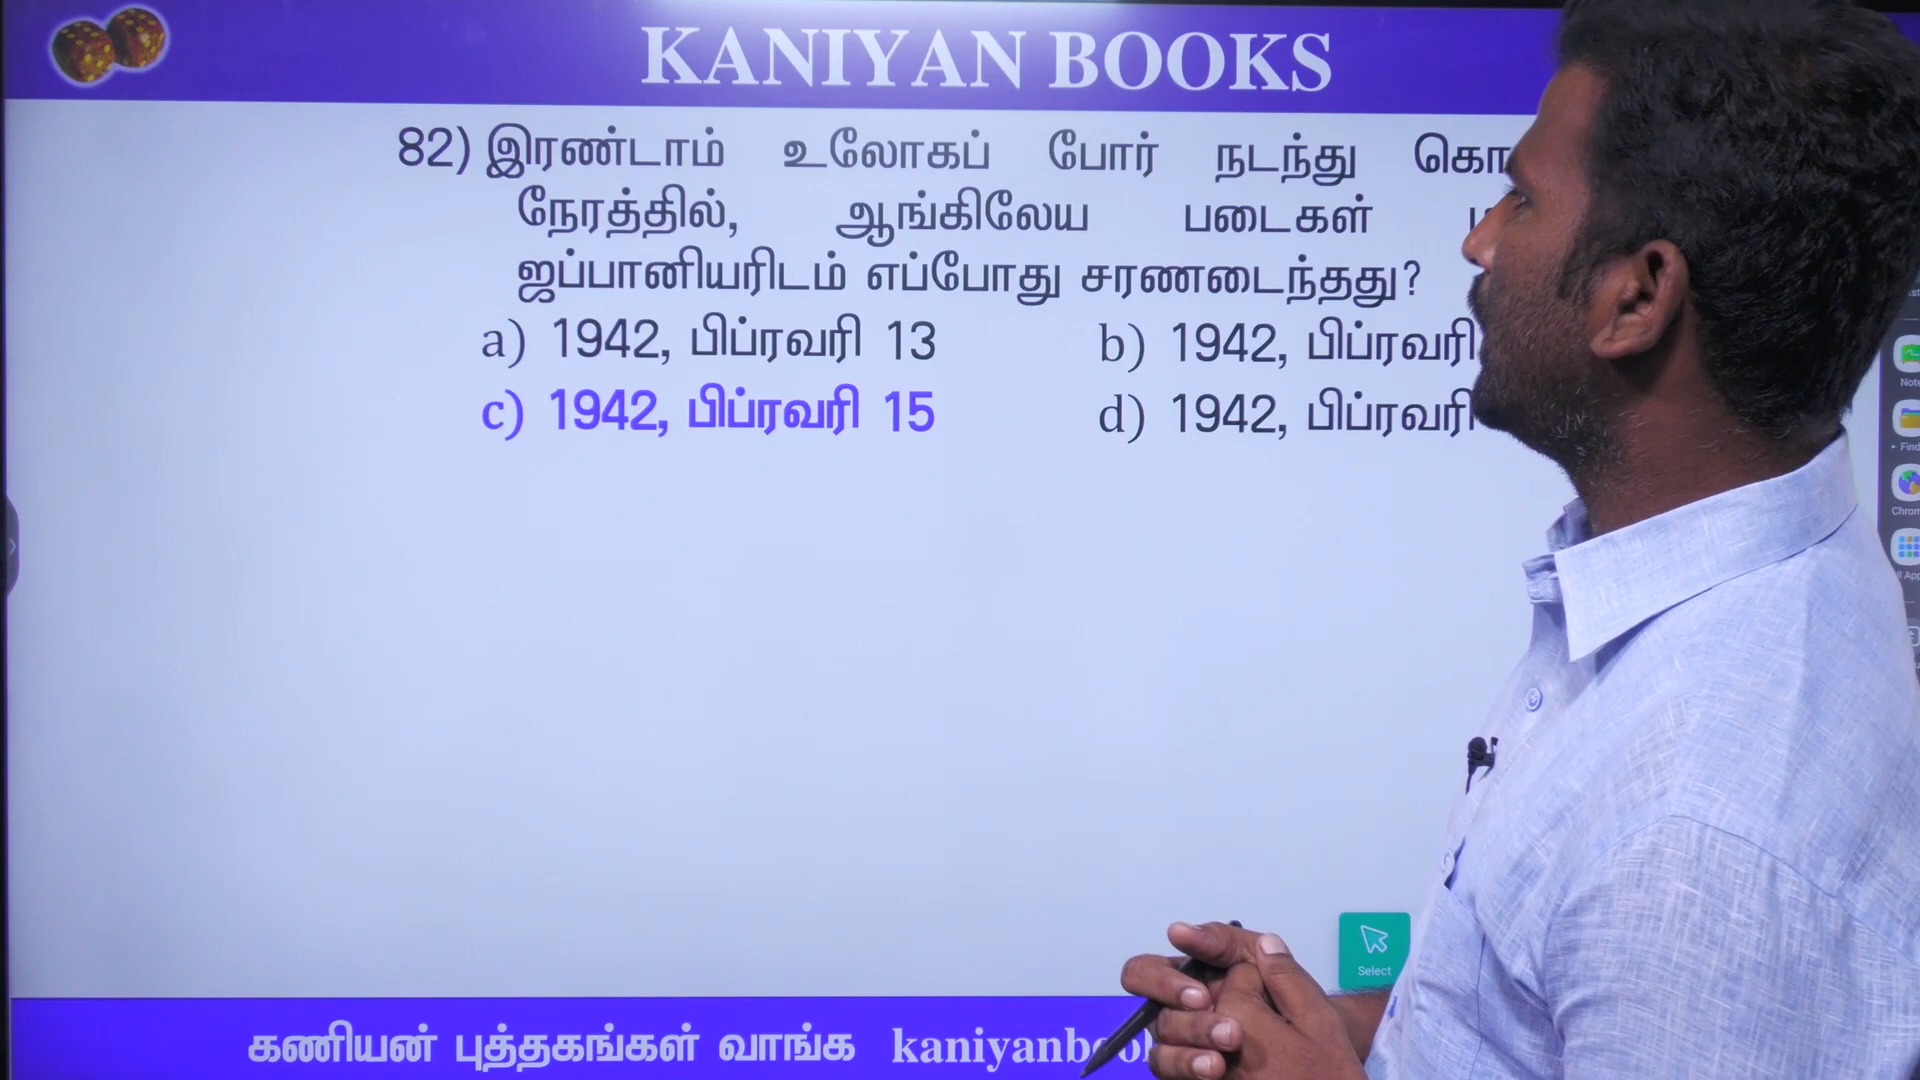 KANIYAN BOOKS
82) இரண்டாம் உலோகப் போர் நடந்து
நேரத்தில், ஆங்கிலேய படைகள்
ஜப்பானியரிடம் எப்போது சரணடைந்தது?
a) 1942, பிப்ரவரி 13 b) 1942, பிப்ரவரி
c) 1942, பிப்ரவரி 15 d) 1942, பிப்ரவரி
Select
கணியன் புத்தகங்கள் வாங்க